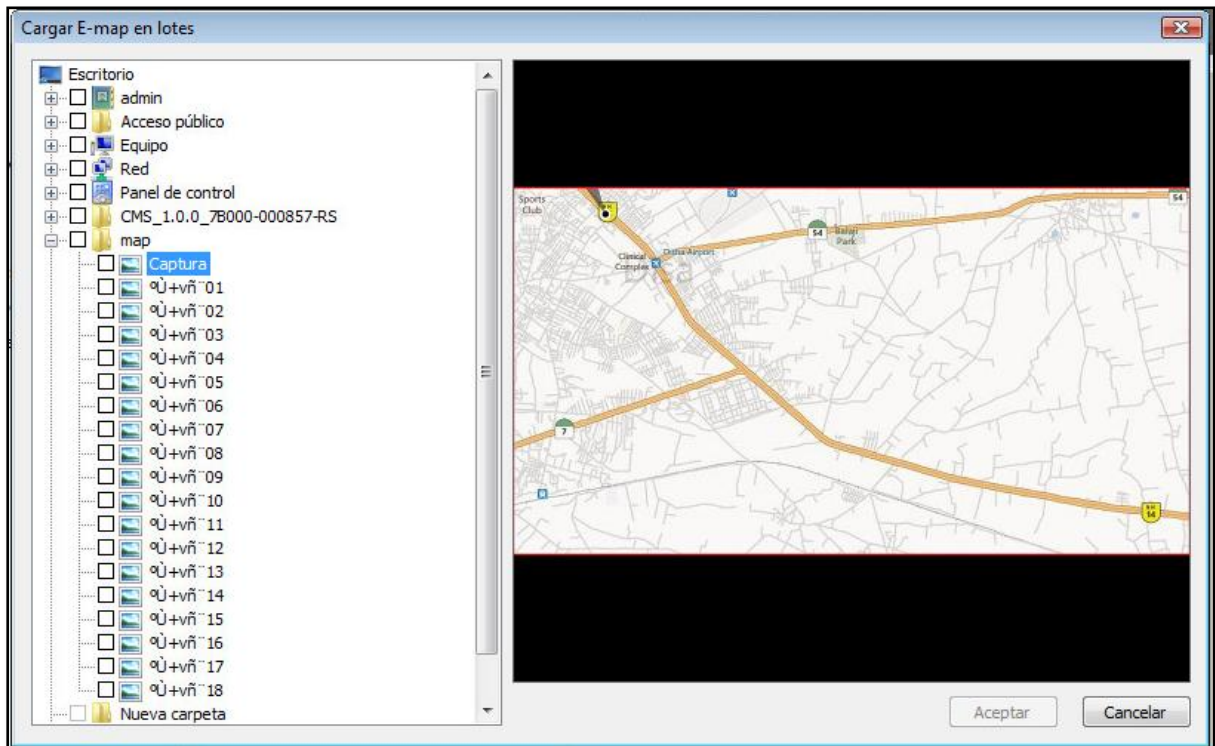 Cargar E-map en lotes
Escritorio
admin
Acceso público
Equipo
Red
Panel de control
CMS_1.0.0_7B000-000857-RS
map
Captura
ºÙ+vñ¨01
ºÙ+vñ¨02
ºÙ+vñ¨03
ºÙ+vñ¨04
ºÙ+vñ¨05
ºÙ+vñ¨06
ºÙ+vñ¨07
ºÙ+vñ¨08
ºÙ+vñ¨09
ºÙ+vñ¨10
ºÙ+vñ¨11
ºÙ+vñ¨12
ºÙ+vñ¨13
ºÙ+vñ¨14
ºÙ+vñ¨15
ºÙ+vñ¨16
ºÙ+vñ¨17
ºÙ+vñ¨18
Nueva carpeta
Sports
Club
54
54
Park
Clinical
Complex
Airport
7
14
Aceptar
Cancelar